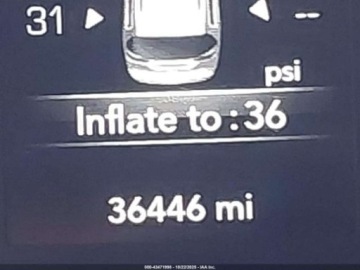 31 --
psi
Inflate to : 36
36446 mi